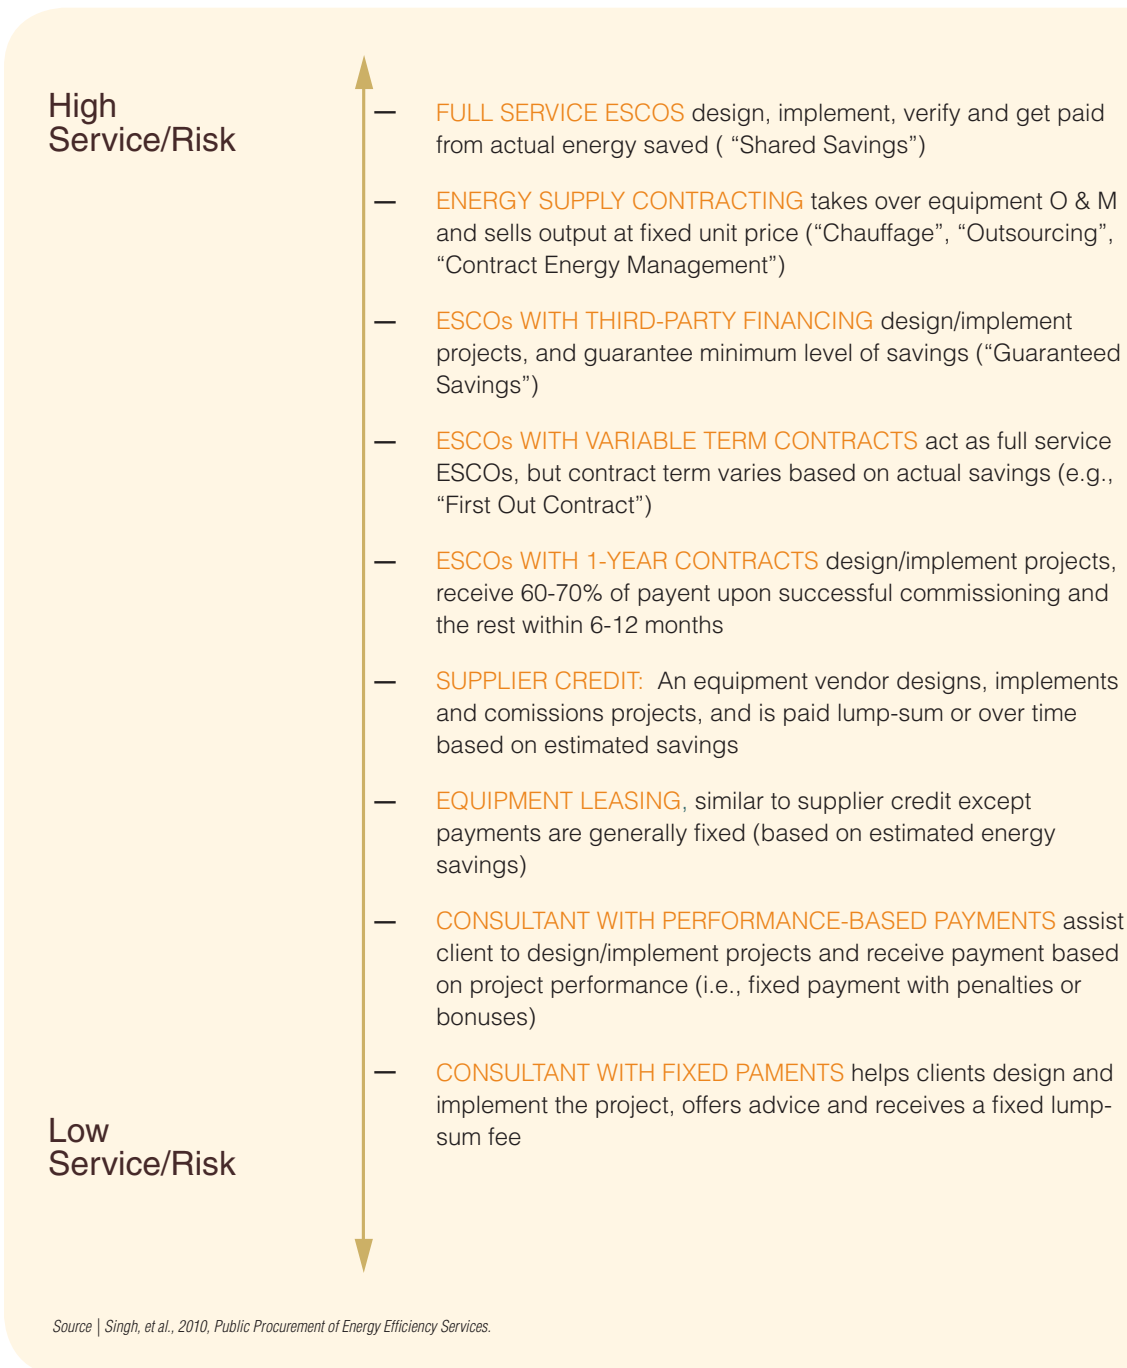 High
Service/Risk
FULL SERVICE ESCOS design, implement, verify and get paid
from actual energy saved ( “Shared Savings”)
ENERGY SUPPLY CONTRACTING takes over equipment O & M
and sells output at fixed unit price (“Chauffage”, “Outsourcing”,
“Contract Energy Management”)
ESCOs WITH THIRD-PARTY FINANCING design/implement
projects, and guarantee minimum level of savings (“Guaranteed
Savings”)
ESCOs WITH VARIABLE TERM CONTRACTS act as full service
ESCOs, but contract term varies based on actual savings (e.g.,
“First Out Contract”)
ESCOs WITH 1-YEAR CONTRACTS design/implement projects,
receive 60-70% of payent upon successful commissioning and
the rest within 6-12 months
SUPPLIER CREDIT:  An equipment vendor designs, implements
and comissions projects, and is paid lump-sum or over time
based on estimated savings
EQUIPMENT LEASING, similar to supplier credit except
payments are generally fixed (based on estimated energy
savings)
CONSULTANT WITH PERFORMANCE-BASED PAYMENTS assist
client to design/implement projects and receive payment based
on project performance (i.e., fixed payment with penalties or
bonuses)
CONSULTANT WITH FIXED PAMENTS helps clients design and
implement the project, offers advice and receives a fixed lump-
sum fee
Low
Service/Risk
Source | Singh, et al., 2010, Public Procurement of Energy Efficiency Services.